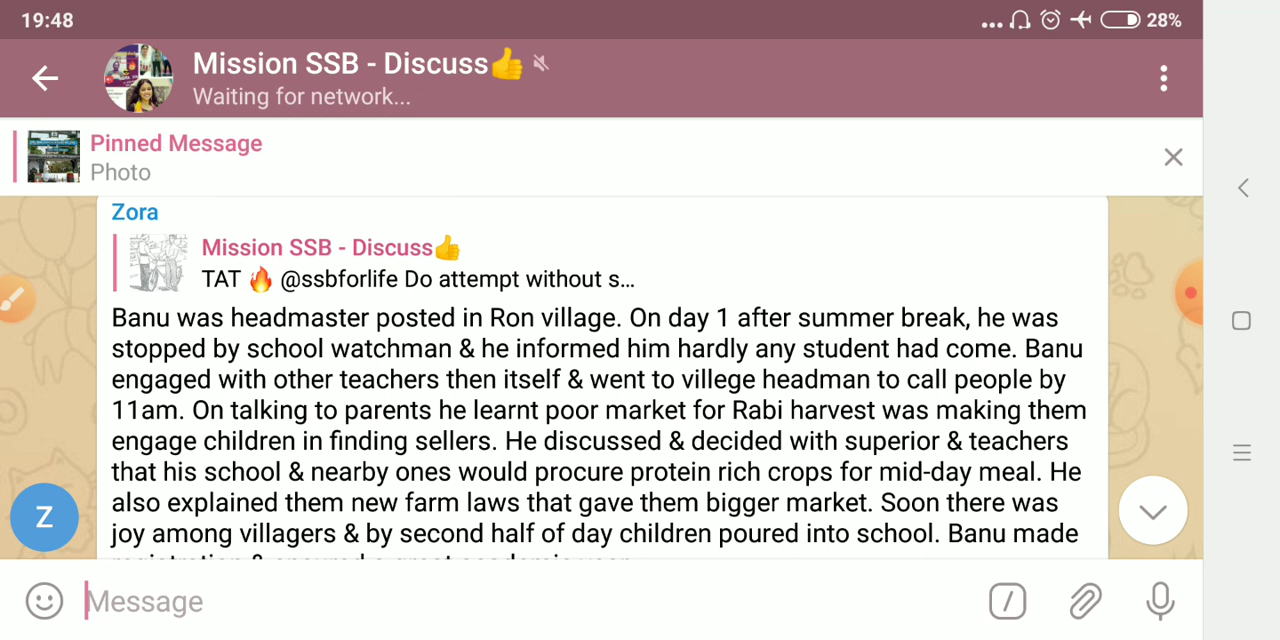 19:48
28%
Mission SSB - Discuss👍
Waiting for network...
Pinned Message
Photo
Zora
Mission SSB - Discuss👍
TAT 🔥 @ssbforlife Do attempt without s...
Banu was headmaster posted in Ron village. On day 1 after summer break, he was
stopped by school watchman & he informed him hardly any student had come. Banu
engaged with other teachers then itself & went to villege headman to call people by
11am. On talking to parents he learnt poor market for Rabi harvest was making them
engage children in finding sellers. He discussed & decided with superior & teachers
that his school & nearby ones would procure protein rich crops for mid-day meal. He
also explained them new farm laws that gave them bigger market. Soon there was
joy among villagers & by second half of day children poured into school. Banu made
Z
Message